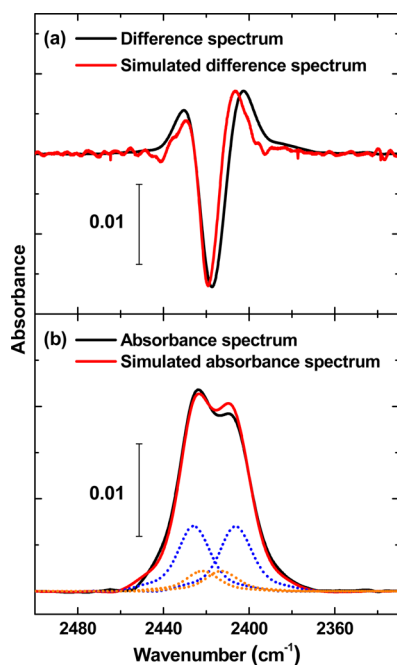 (a)
Difference spectrum
Simulated difference spectrum
0.01
Absorbance
(b)
Absorbance spectrum
Simulated absorbance spectrum
0.01
2480 2440 2400 2360
Wavenumber (cm⁻¹)